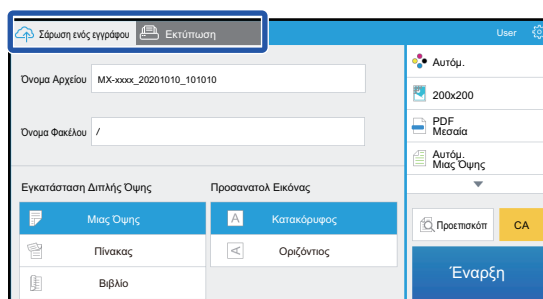 Σάρωση ενός εγγράφου Εκτύπωση User
Όνομα Αρχείου MX-xxxx_20201010_101010
Όνομα Φακέλου /
Εγκατάσταση Διπλής Όψης Προσανατολ Εικόνας
Μιας Όψης A Κατακόρυφος
Πίνακας A Οριζόντιος
Βιβλίο
Αυτόμ.
200x200
PDF
Μεσαία
Αυτόμ.
Μιας Όψης
Προεπισκόπ CA
Έναρξη